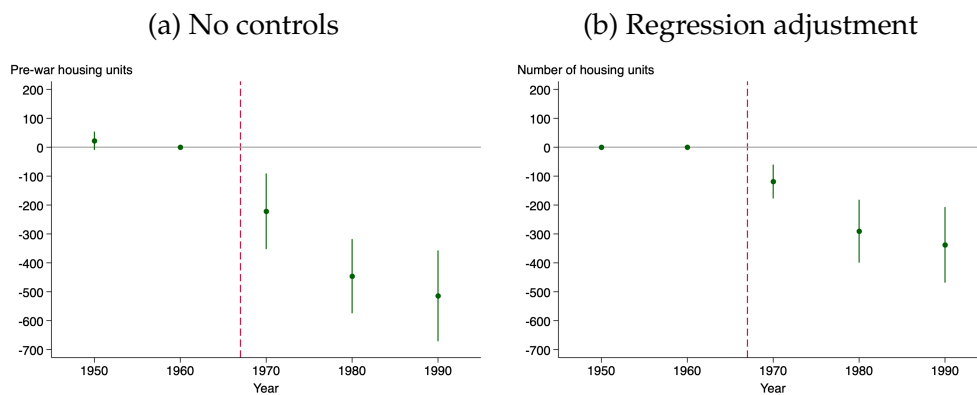 (a) No controls
Pre-war housing units
200
100
0
-100
-200
-300
-400
-500
-600
-700
1950 1960 1970 1980 1990
Year
(b) Regression adjustment
Number of housing units
200
100
0
-100
-200
-300
-400
-500
-600
-700
1950 1960 1970 1980 1990
Year